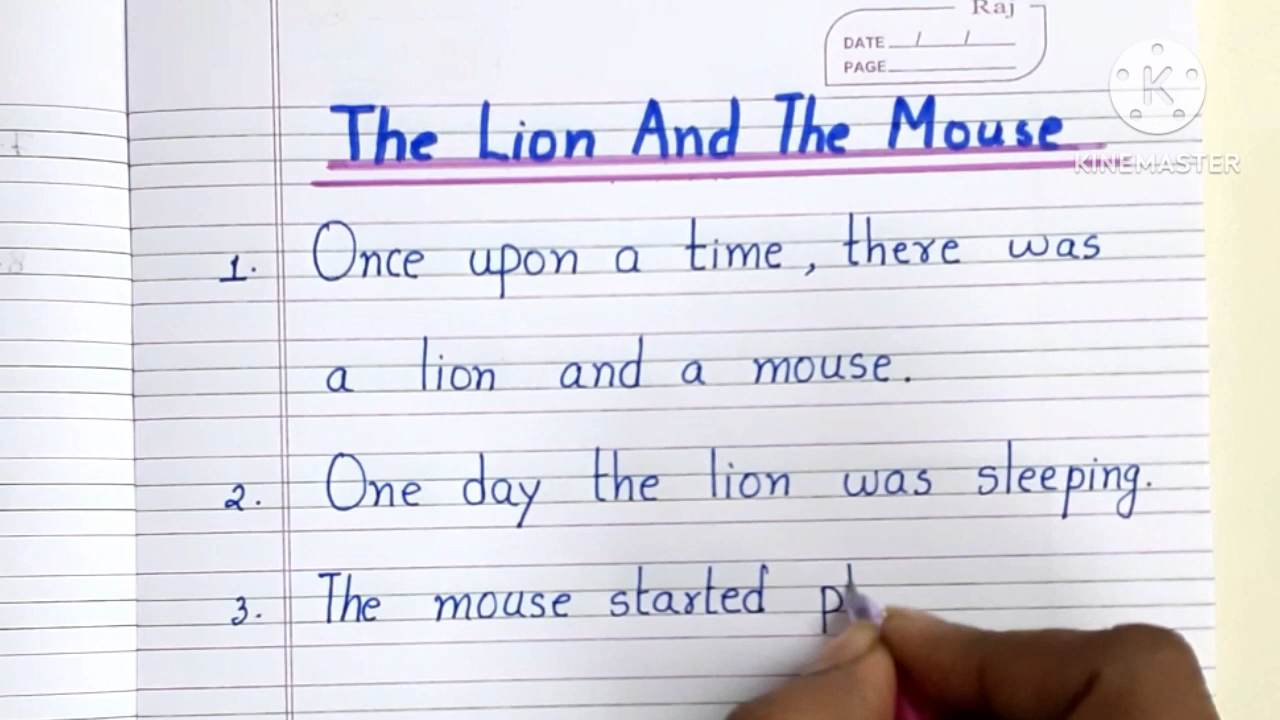 Raj
DATE / /
PAGE
K
KINEMASTER
The Lion And The Mouse
1. Once upon a time, there was
a lion and a mouse.
2. One day the lion was sleeping.
3. The mouse started pl